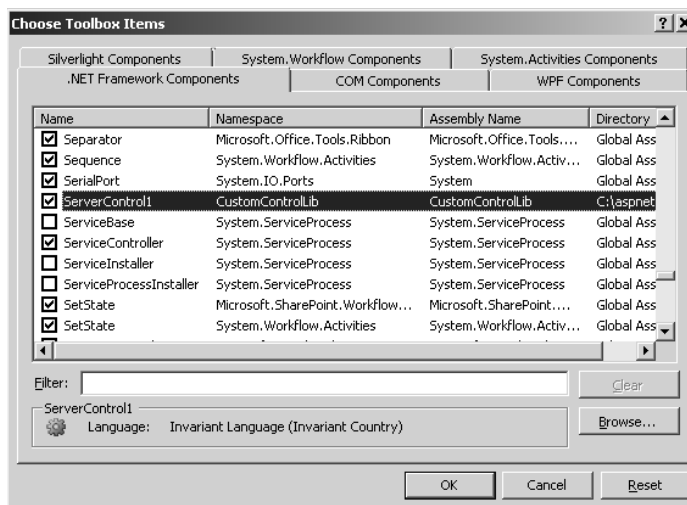 Choose Toolbox Items
Silverlight Components System.Workflow Components System.Activities Components
.NET Framework Components COM Components WPF Components
Name Namespace Assembly Name Directory
Separator Microsoft.Office.Tools.Ribbon Microsoft.Office.Tools.... Global Ass
Sequence System.Workflow.Activities System.Workflow.Activ... Global Ass
SerialPort System.IO.Ports System Global Ass
ServerControl1 CustomControlLib CustomControlLib C:\aspnet
ServiceBase System.ServiceProcess System.ServiceProcess Global Ass
ServiceController System.ServiceProcess System.ServiceProcess Global Ass
ServiceInstaller System.ServiceProcess System.ServiceProcess Global Ass
ServiceProcessInstaller System.ServiceProcess System.ServiceProcess Global Ass
SetState Microsoft.SharePoint.Workflow... Microsoft.SharePoint.... Global Ass
SetState System.Workflow.Activities System.Workflow.Activ... Global Ass
Filter: Clear
ServerControl1
Language: Invariant Language (Invariant Country) Browse...
OK Cancel Reset